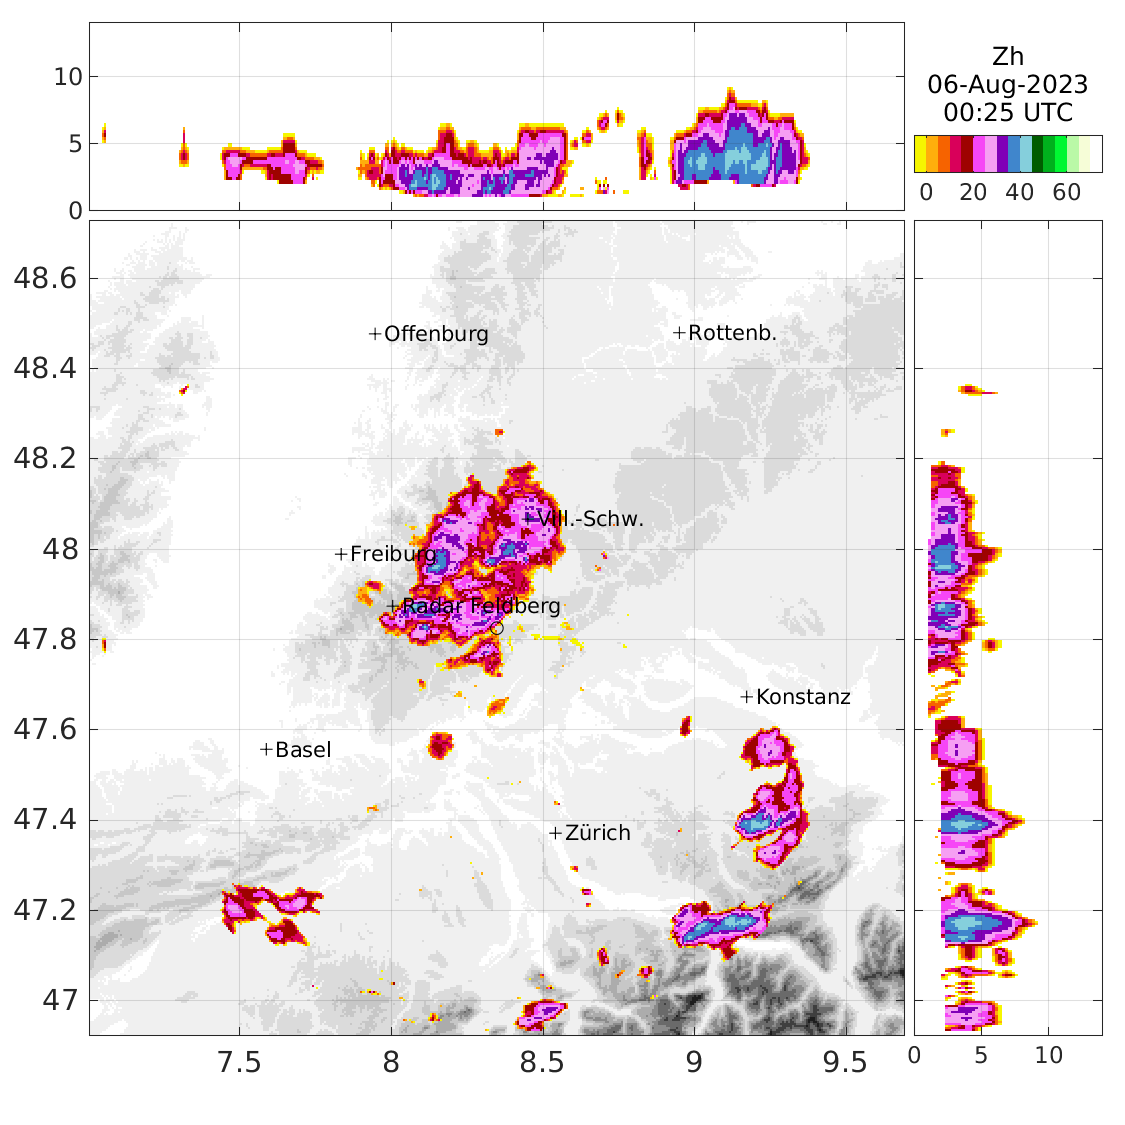 10
5
0
Zh
06-Aug-2023
00:25 UTC
0 20 40 60
48.6
48.4
48.2
48
47.8
47.6
47.4
47.2
47
+Offenburg
+Rottenb.
+Vill.-Schw.
+Freiburg
+Radar Feldberg
+Konstanz
+Basel
+Zürich
7.5 8 8.5 9 9.5
0 5 10